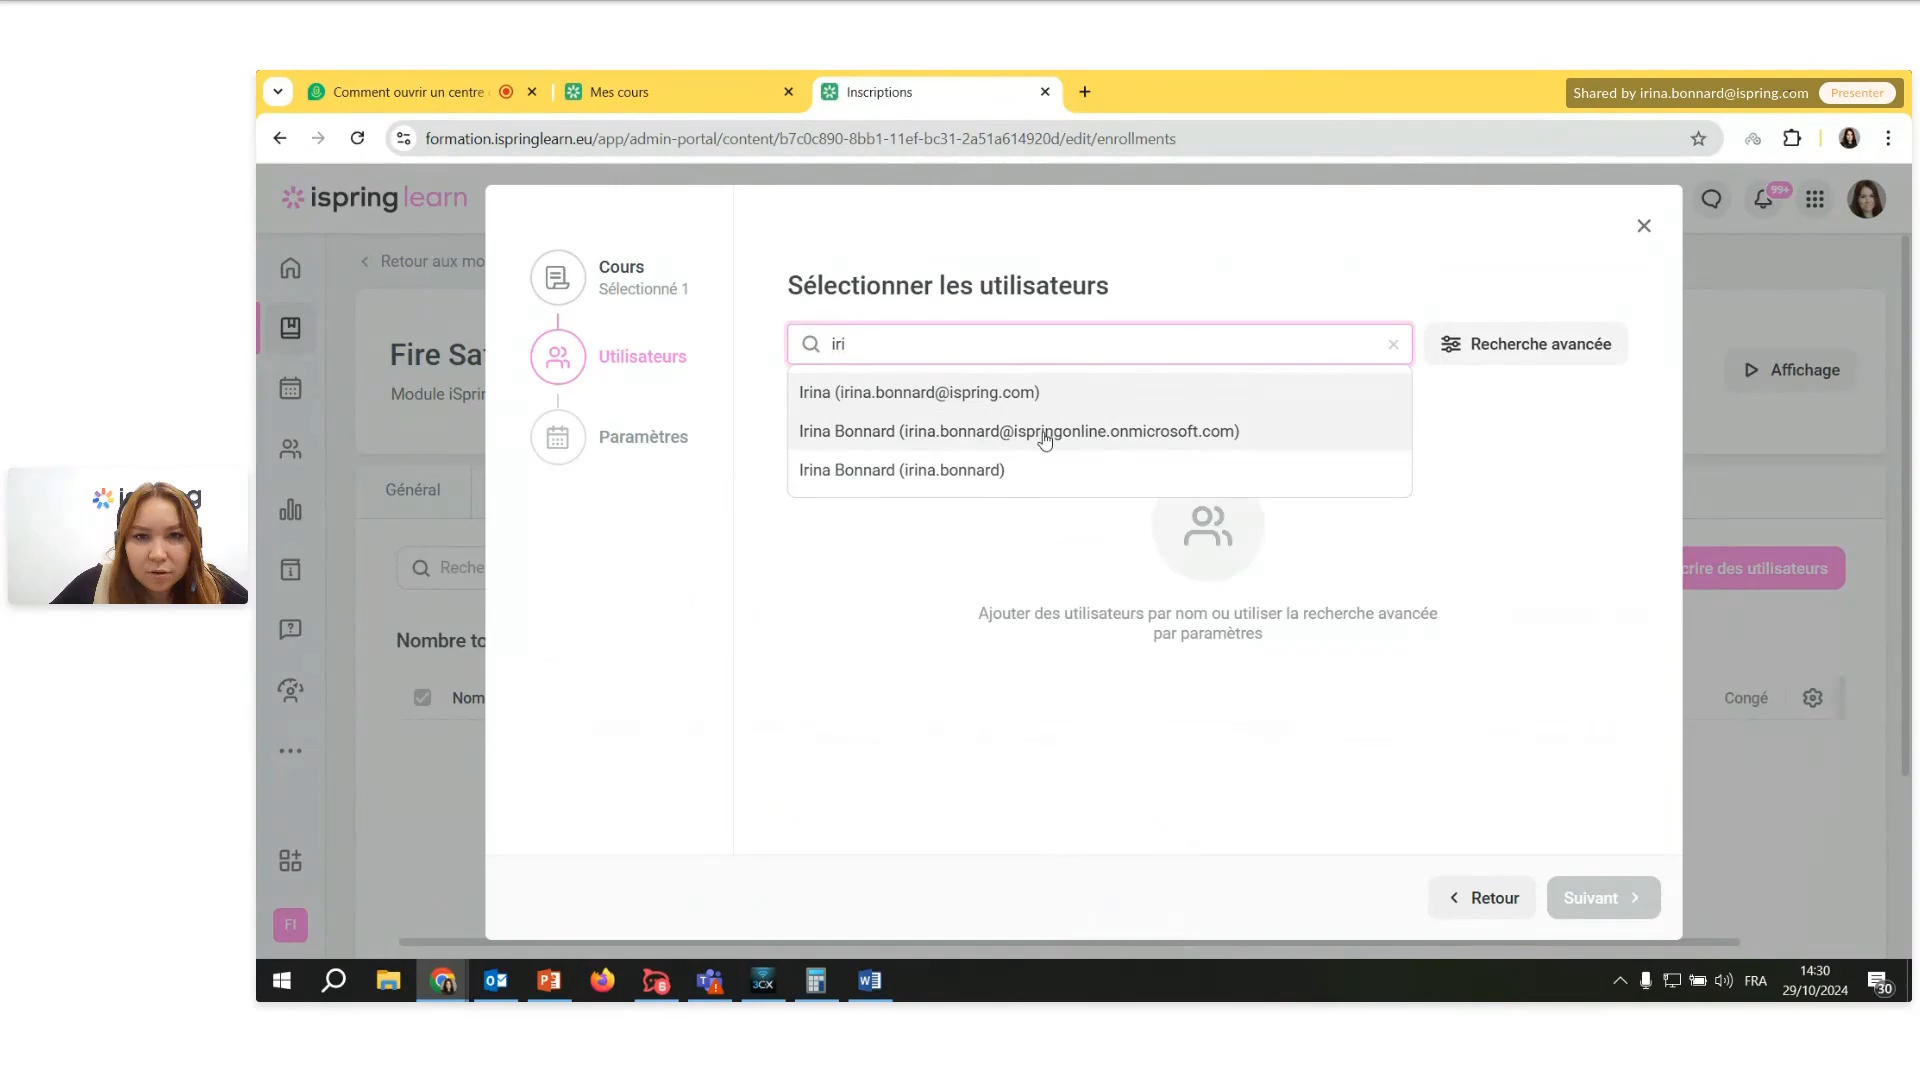 Comment ouvrir un centre
Mes cours
Inscriptions
Shared by irina.bonnard@ispring.com
Presenter
formation.ispringlearn.eu/app/admin-portal/content/b7c0c890-8bb1-11ef-bc31-2a51a614920d/edit/enrollments
ispring learn
99+
Retour aux mo
Cours
Sélectionné 1
Utilisateurs
Paramètres
Sélectionner les utilisateurs
iri
Recherche avancée
Irina (irina.bonnard@ispring.com)
Irina Bonnard (irina.bonnard@ispringonline.onmicrosoft.com)
Irina Bonnard (irina.bonnard)
Ajouter des utilisateurs par nom ou utiliser la recherche avancée
par paramètres
Fire Sa
Module iSprin
Affichage
Général
Reche
crire des utilisateurs
Nombre to
Nom
Congé
FI
Retour
Suivant
3CX
FRA
14:30
29/10/2024
30